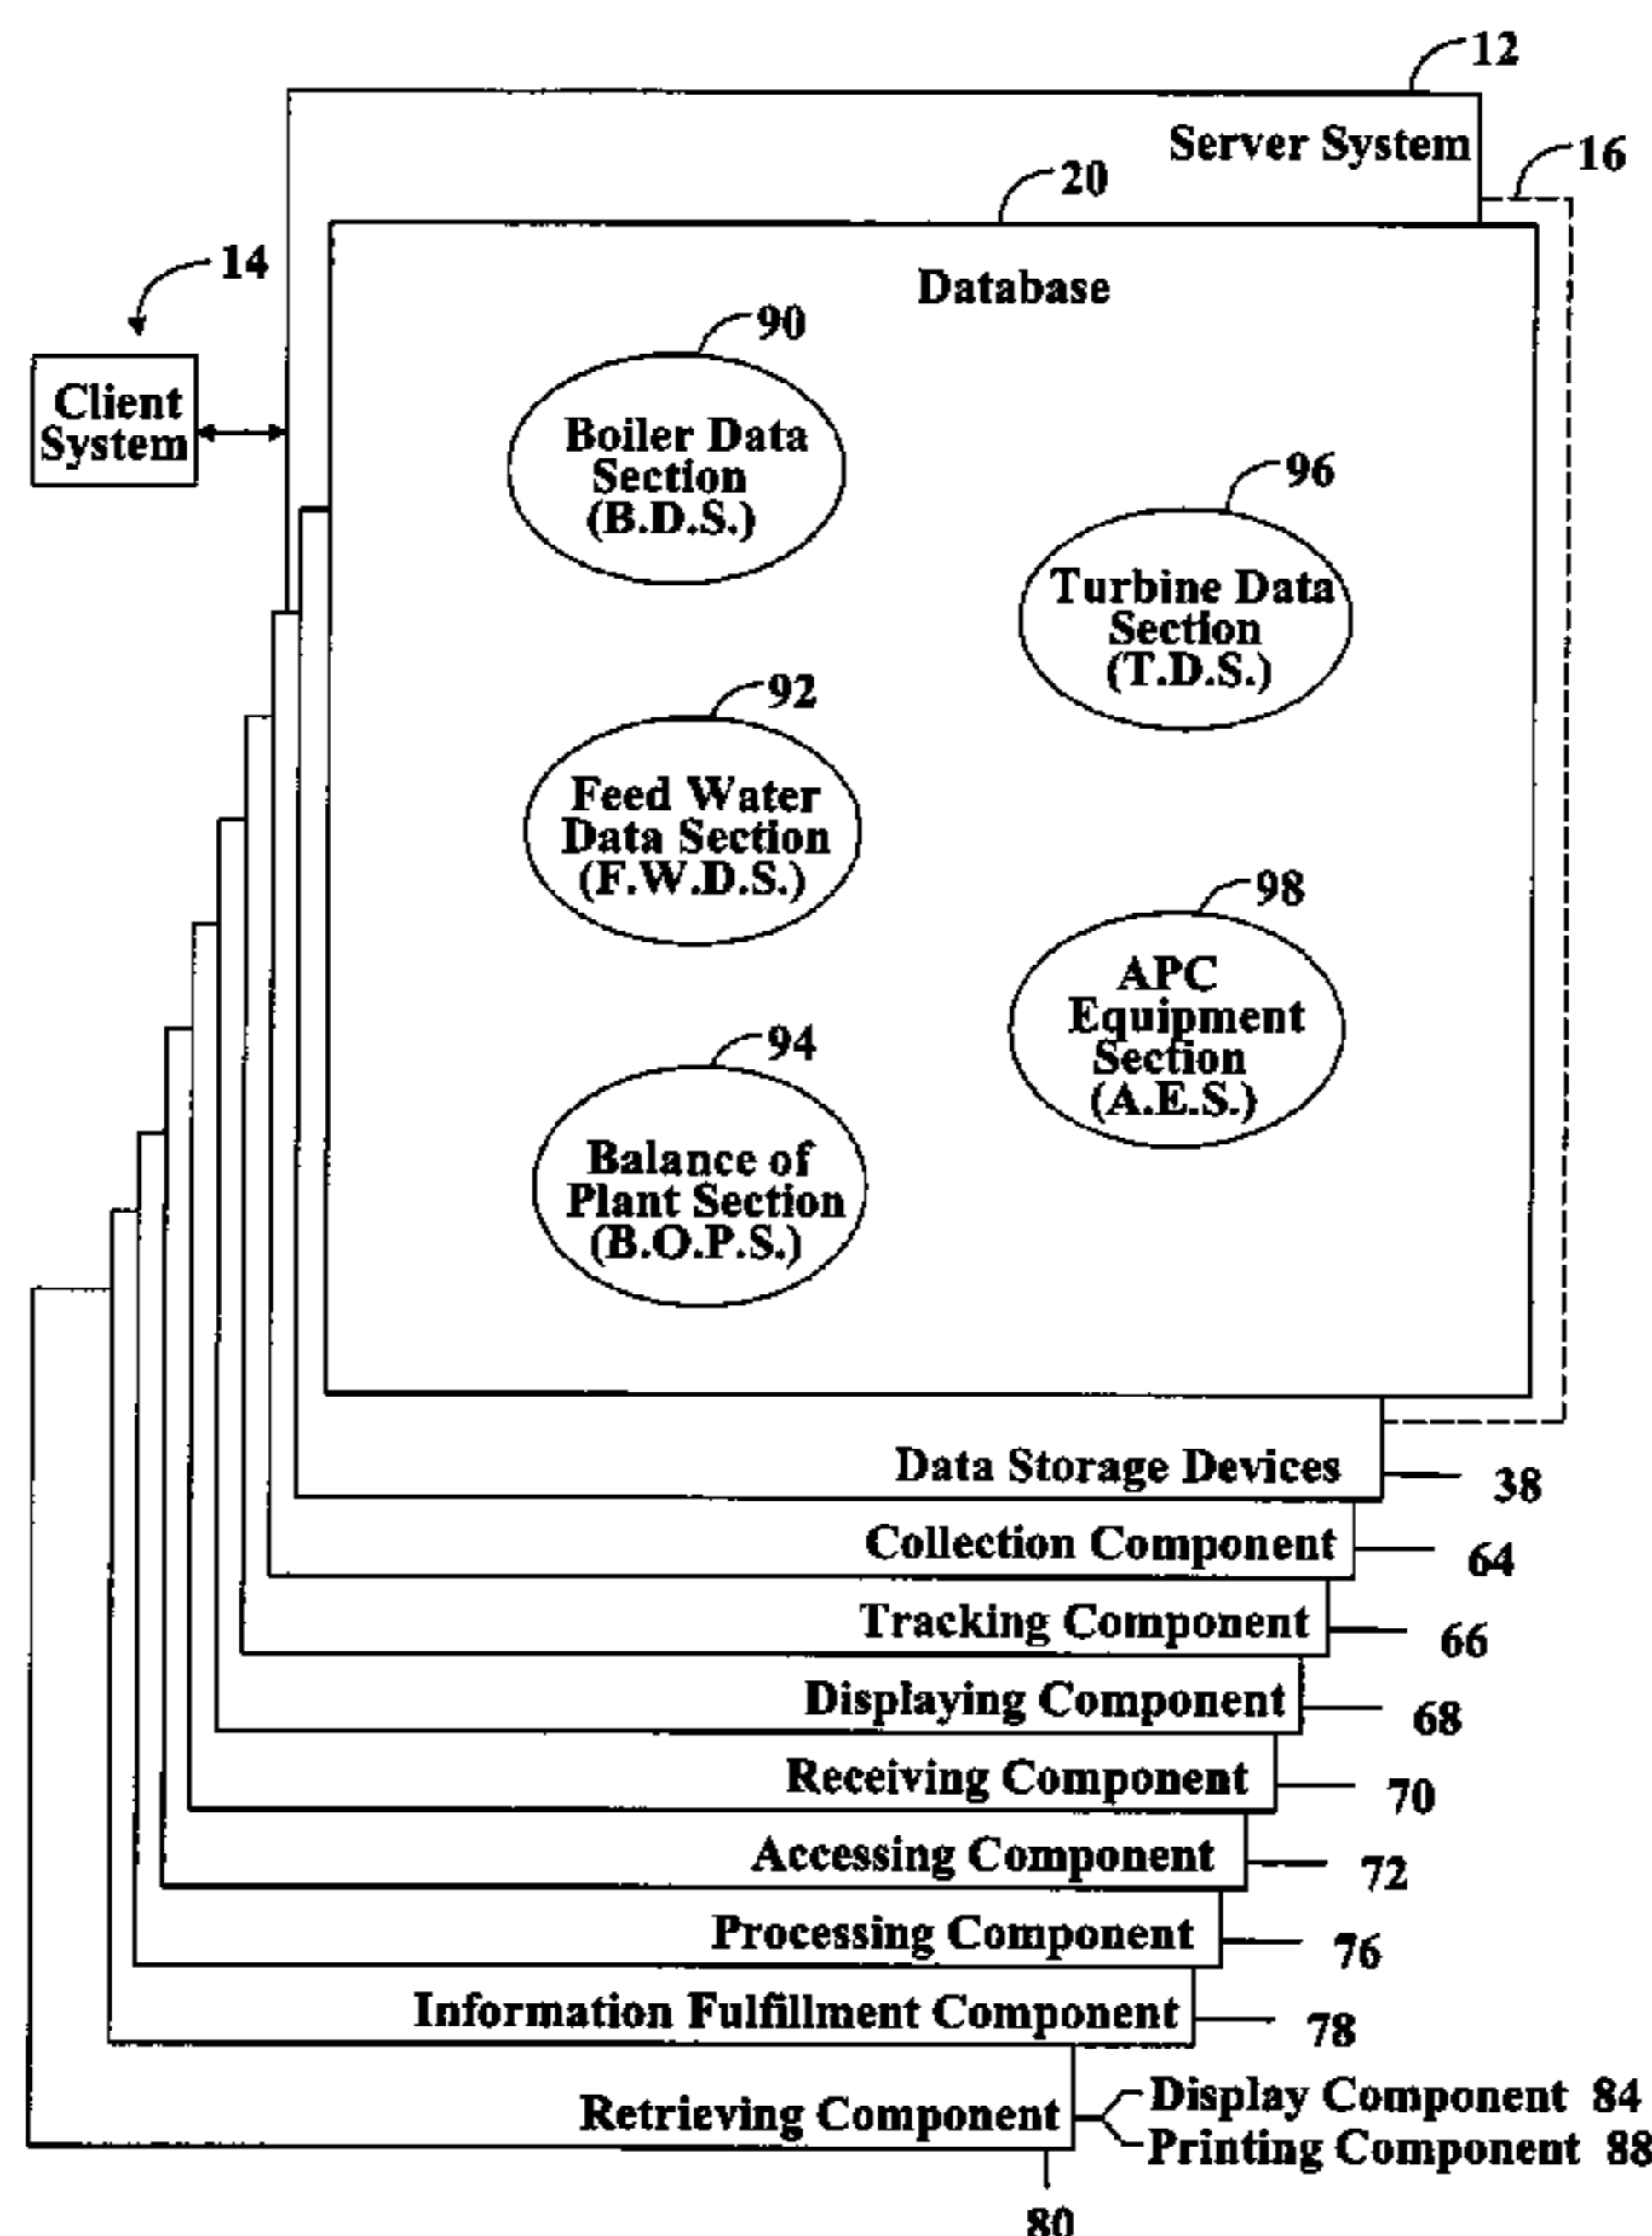 12
Server System
16
20
Database
14
Client
System
90
Boiler Data
Section
(B.D.S.)
96
Turbine Data
Section
(T.D.S.)
92
Feed Water
Data Section
(F.W.D.S.)
98
APC
Equipment
Section
(A.E.S.)
94
Balance of
Plant Section
(B.O.P.S.)
Data Storage Devices 38
Collection Component 64
Tracking Component 66
Displaying Component 68
Receiving Component 70
Accessing Component 72
Processing Component 76
Information Fulfillment Component 78
Display Component 84
Retrieving Component
Printing Component 88
80